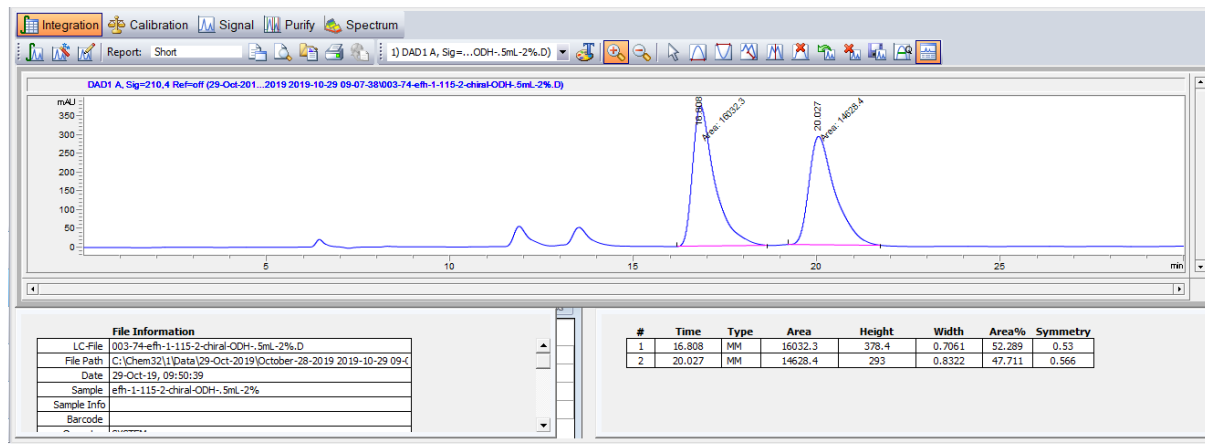 Integration Calibration Signal Purify Spectrum
Report: Short 1) DAD1 A, Sig=...ODH-.5mL-2%.D)
DAD1 A, Sig=210,4 Ref=off (29-Oct-201...2019 2019-10-29 09-07-38\003-74-efh-1-115-2-chiral-ODH-.5mL-2%.D)
mAU
350
300
250
200
150
100
50
0
16.808
Area: 16032.3
20.027
Area: 14628.4
5 10 15 20 25 min
File Information
LC-File 003-74-efh-1-115-2-chiral-ODH-.5mL-2%.D
File Path C:\Chem32\1\Data\29-Oct-2019\October-28-2019 2019-10-29 09-(
Date 29-Oct-19, 09:50:39
Sample efh-1-115-2-chiral-ODH-.5mL-2%
Sample Info
Barcode
# Time Type Area Height Width Area% Symmetry
1 16.808 MM 16032.3 378.4 0.7061 52.289 0.53
2 20.027 MM 14628.4 293 0.8322 47.711 0.566